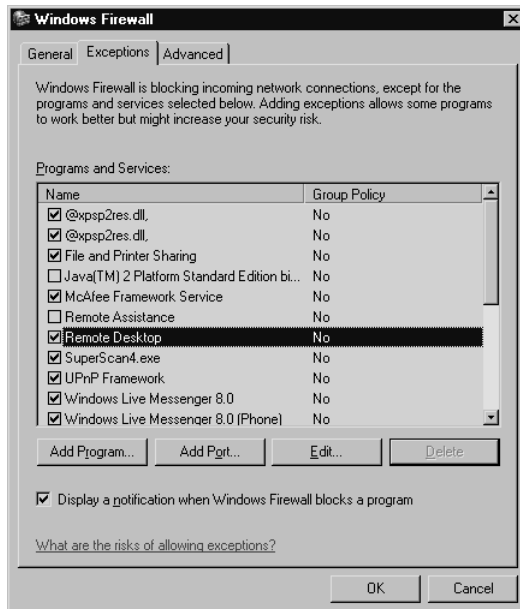 Windows Firewall
General Exceptions Advanced
Windows Firewall is blocking incoming network connections, except for the
programs and services selected below. Adding exceptions allows some programs
to work better but might increase your security risk.
Programs and Services:
Name Group Policy
@xpsp2res.dll, No
@xpsp2res.dll, No
File and Printer Sharing No
Java(TM) 2 Platform Standard Edition bi... No
McAfee Framework Service No
Remote Assistance No
Remote Desktop No
SuperScan4.exe No
UPnP Framework No
Windows Live Messenger 8.0 No
Windows Live Messenger 8.0 (Phone) No
Add Program... Add Port... Edit... Delete
Display a notification when Windows Firewall blocks a program
What are the risks of allowing exceptions?
OK Cancel